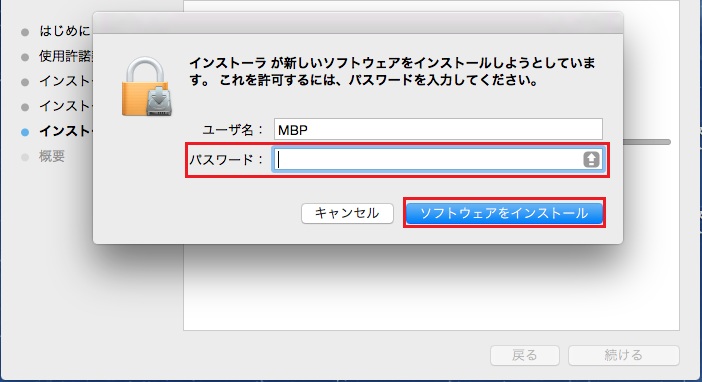 はじめに
使用許諾
インスト
インスト
インスト
概要
インストーラ が新しいソフトウェアをインストールしようとしていま
す。 これを許可するには、パスワードを入力してください。
ユーザ名： MBP
パスワード：
キャンセル ソフトウェアをインストール
戻る 続ける